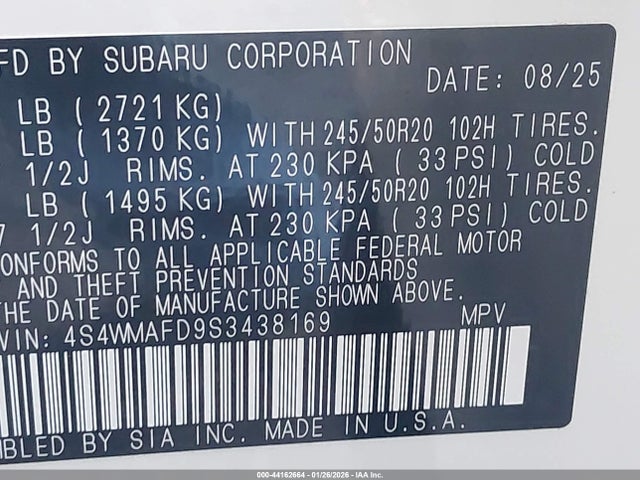 FD BY SUBARU CORPORATION
DATE: 08/25
LB ( 2721 KG)
LB ( 1370 KG) WITH 245/50R20 102H TIRES.
1/2J RIMS. AT 230 KPA ( 33 PSI) COLD
LB ( 1495 KG) WITH 245/50R20 102H TIRES.
7 1/2J RIMS. AT 230 KPA ( 33 PSI) COLD
ONFORMS TO ALL APPLICABLE FEDERAL MOTOR
AND THEFT PREVENTION STANDARDS
THE DATE OF MANUFACTURE SHOWN ABOVE.
VIN: 4S4WMAFD9S3438169 MPV
MBLED BY SIA INC. MADE IN U.S.A.
000-44162664 - 01/26/2026 - IAA Inc.